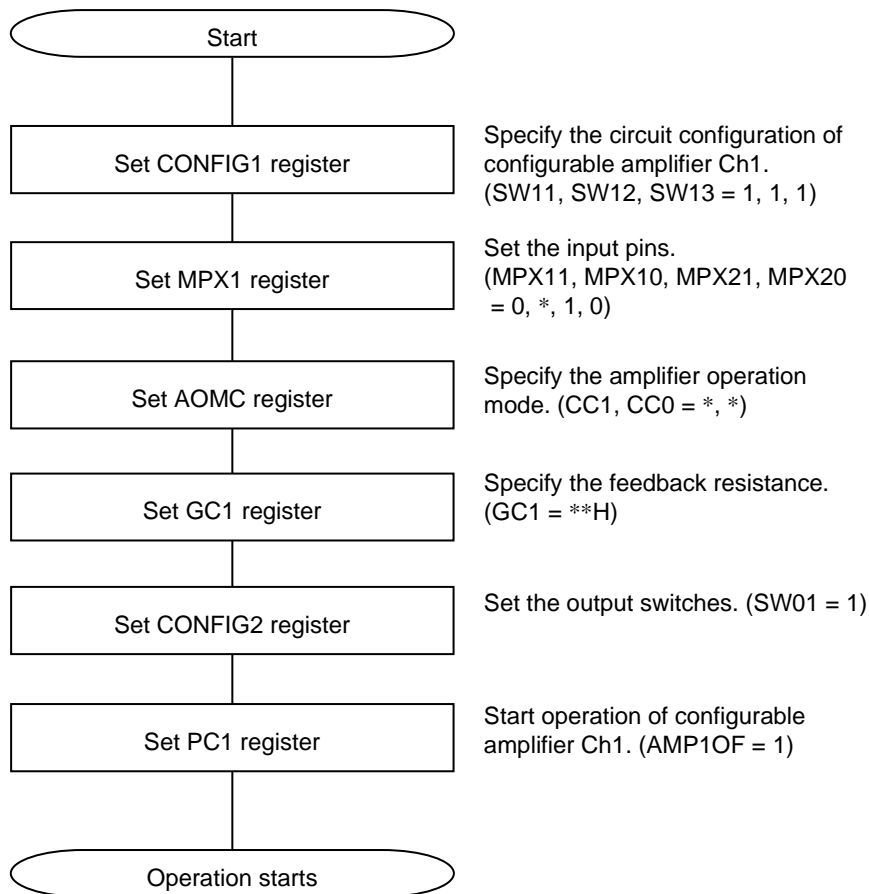 Start
Set CONFIG1 register
Specify the circuit configuration of
configurable amplifier Ch1.
(SW11, SW12, SW13 = 1, 1, 1)
Set MPX1 register
Set the input pins.
(MPX11, MPX10, MPX21, MPX20
= 0, *, 1, 0)
Set AOMC register
Specify the amplifier operation
mode. (CC1, CC0 = *, *)
Set GC1 register
Specify the feedback resistance.
(GC1 = **H)
Set CONFIG2 register
Set the output switches. (SW01 = 1)
Set PC1 register
Start operation of configurable
amplifier Ch1. (AMP1OF = 1)
Operation starts